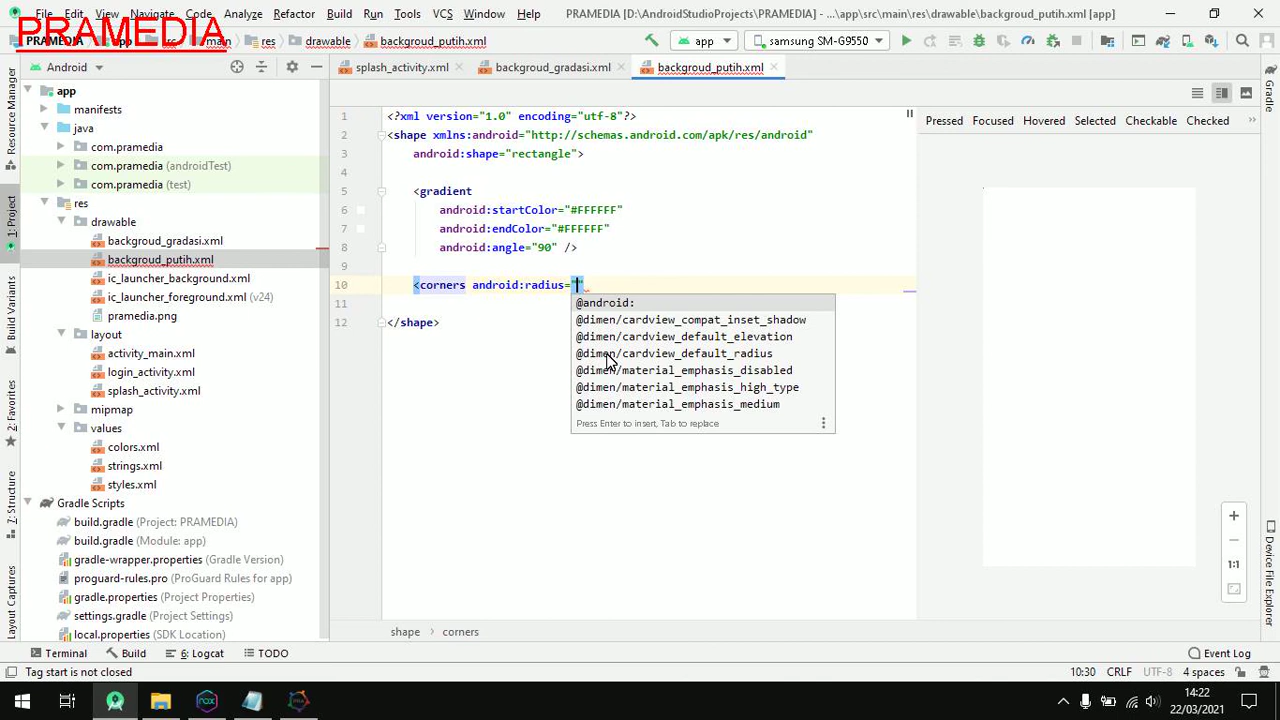 File Edit View Navigate Code Analyze Refactor Build Run Tools VCS Window Help PRAMEDIA [D:\AndroidStudioProjects\PRAMEDIA] - ...\app\src\main\res\drawable\backgroud_putih.xml [app]
PRAMEDIA
PRAMEDIA app src main res drawable backgroud_putih.xml app samsung SM-G9550
Android splash_activity.xml backgroud_gradasi.xml backgroud_putih.xml
Resource Manager
1: Project
Build Variants
2: Favorites
Z: Structure
Layout Captures
app
manifests
java
com.pramedia
com.pramedia (androidTest)
com.pramedia (test)
res
drawable
backgroud_gradasi.xml
backgroud_putih.xml
ic_launcher_background.xml
ic_launcher_foreground.xml (v24)
pramedia.png
layout
activity_main.xml
login_activity.xml
splash_activity.xml
mipmap
values
colors.xml
strings.xml
styles.xml
Gradle Scripts
build.gradle (Project: PRAMEDIA)
build.gradle (Module: app)
gradle-wrapper.properties (Gradle Version)
proguard-rules.pro (ProGuard Rules for app)
gradle.properties (Project Properties)
settings.gradle (Project Settings)
local.properties (SDK Location)
1 <?xml version="1.0" encoding="utf-8"?>
2 <shape xmlns:android="http://schemas.android.com/apk/res/android"
3 android:shape="rectangle">
4
5 <gradient
6 android:startColor="#FFFFFF"
7 android:endColor="#FFFFFF"
8 android:angle="90" />
9
10 <corners android:radius=""
11
12 </shape>
@android:
@dimen/cardview_compat_inset_shadow
@dimen/cardview_default_elevation
@dimen/cardview_default_radius
@dimen/material_emphasis_disabled
@dimen/material_emphasis_high_type
@dimen/material_emphasis_medium
Press Enter to insert, Tab to replace
Pressed Focused Hovered Selected Checkable Checked
1:1
Gradle
Device File Explorer
shape › corners
Terminal Build 6: Logcat TODO Event Log
Tag start is not closed 10:30 CRLF UTF-8 4 spaces
14:22
22/03/2021